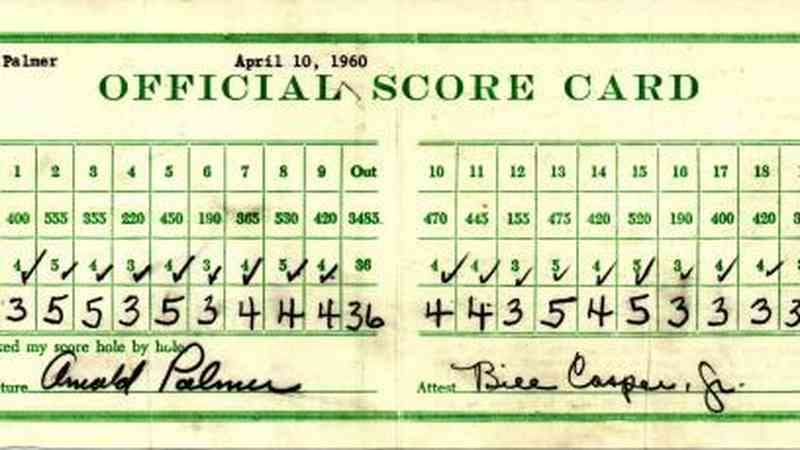 Palmer April 10, 1960
OFFICIAL SCORE CARD
1 2 3 4 5 6 7 8 9 Out 10 11 12 13 14 15 16 17 18
400 555 355 220 450 190 365 530 420 3485 470 445 155 475 420 520 190 400 420 3
4 5 4 3 4 3 4 5 4 36 4 4 3 5 4 5 3 4 4
3 5 5 3 5 3 4 4 4 36 4 4 3 5 4 5 3 3 3 3
ked my score hole by hole
ture Arnold Palmer Attest Bill Casper, Jr.